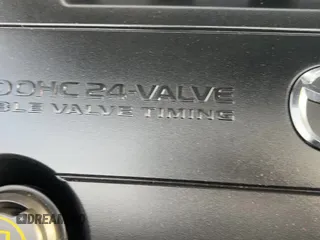 DOHC 24-VALVE
BLE VALVE TIMING